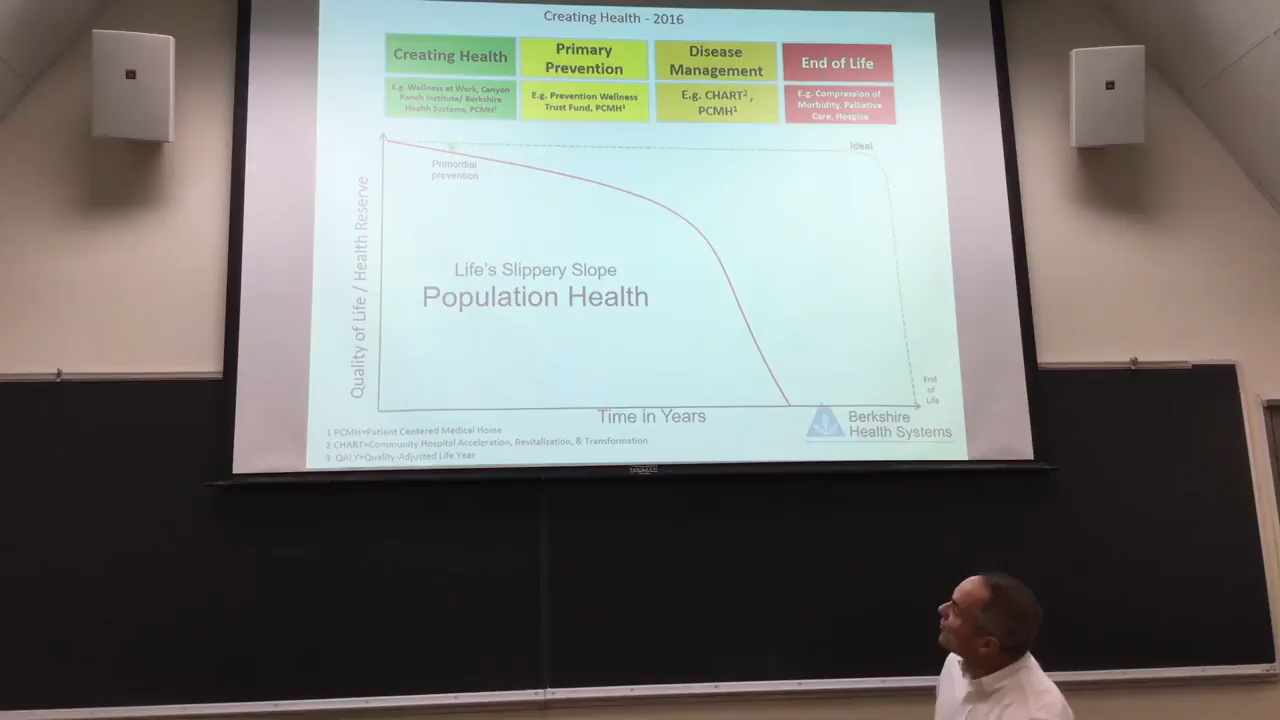 Creating Health - 2016
Creating Health
Primary
Prevention
Disease
Management
End of Life
E.g. Wellness at Work, Canyon
Ranch Institute/ Berkshire
Health Systems, PCMH¹
E.g. Prevention Wellness
Trust Fund, PCMH¹
E.g. CHART² ,
PCMH¹
E.g. Compression of
Morbidity, Palliative
Care, Hospice
Ideal
Primordial
prevention
Quality of Life / Health Reserve
Life's Slippery Slope
Population Health
End
of
Life
Time in Years
Berkshire
Health Systems
1 PCMH=Patient Centered Medical Home
2 CHART=Community Hospital Acceleration, Revitalization, & Transformation
3 QALY=Quality-Adjusted Life Year